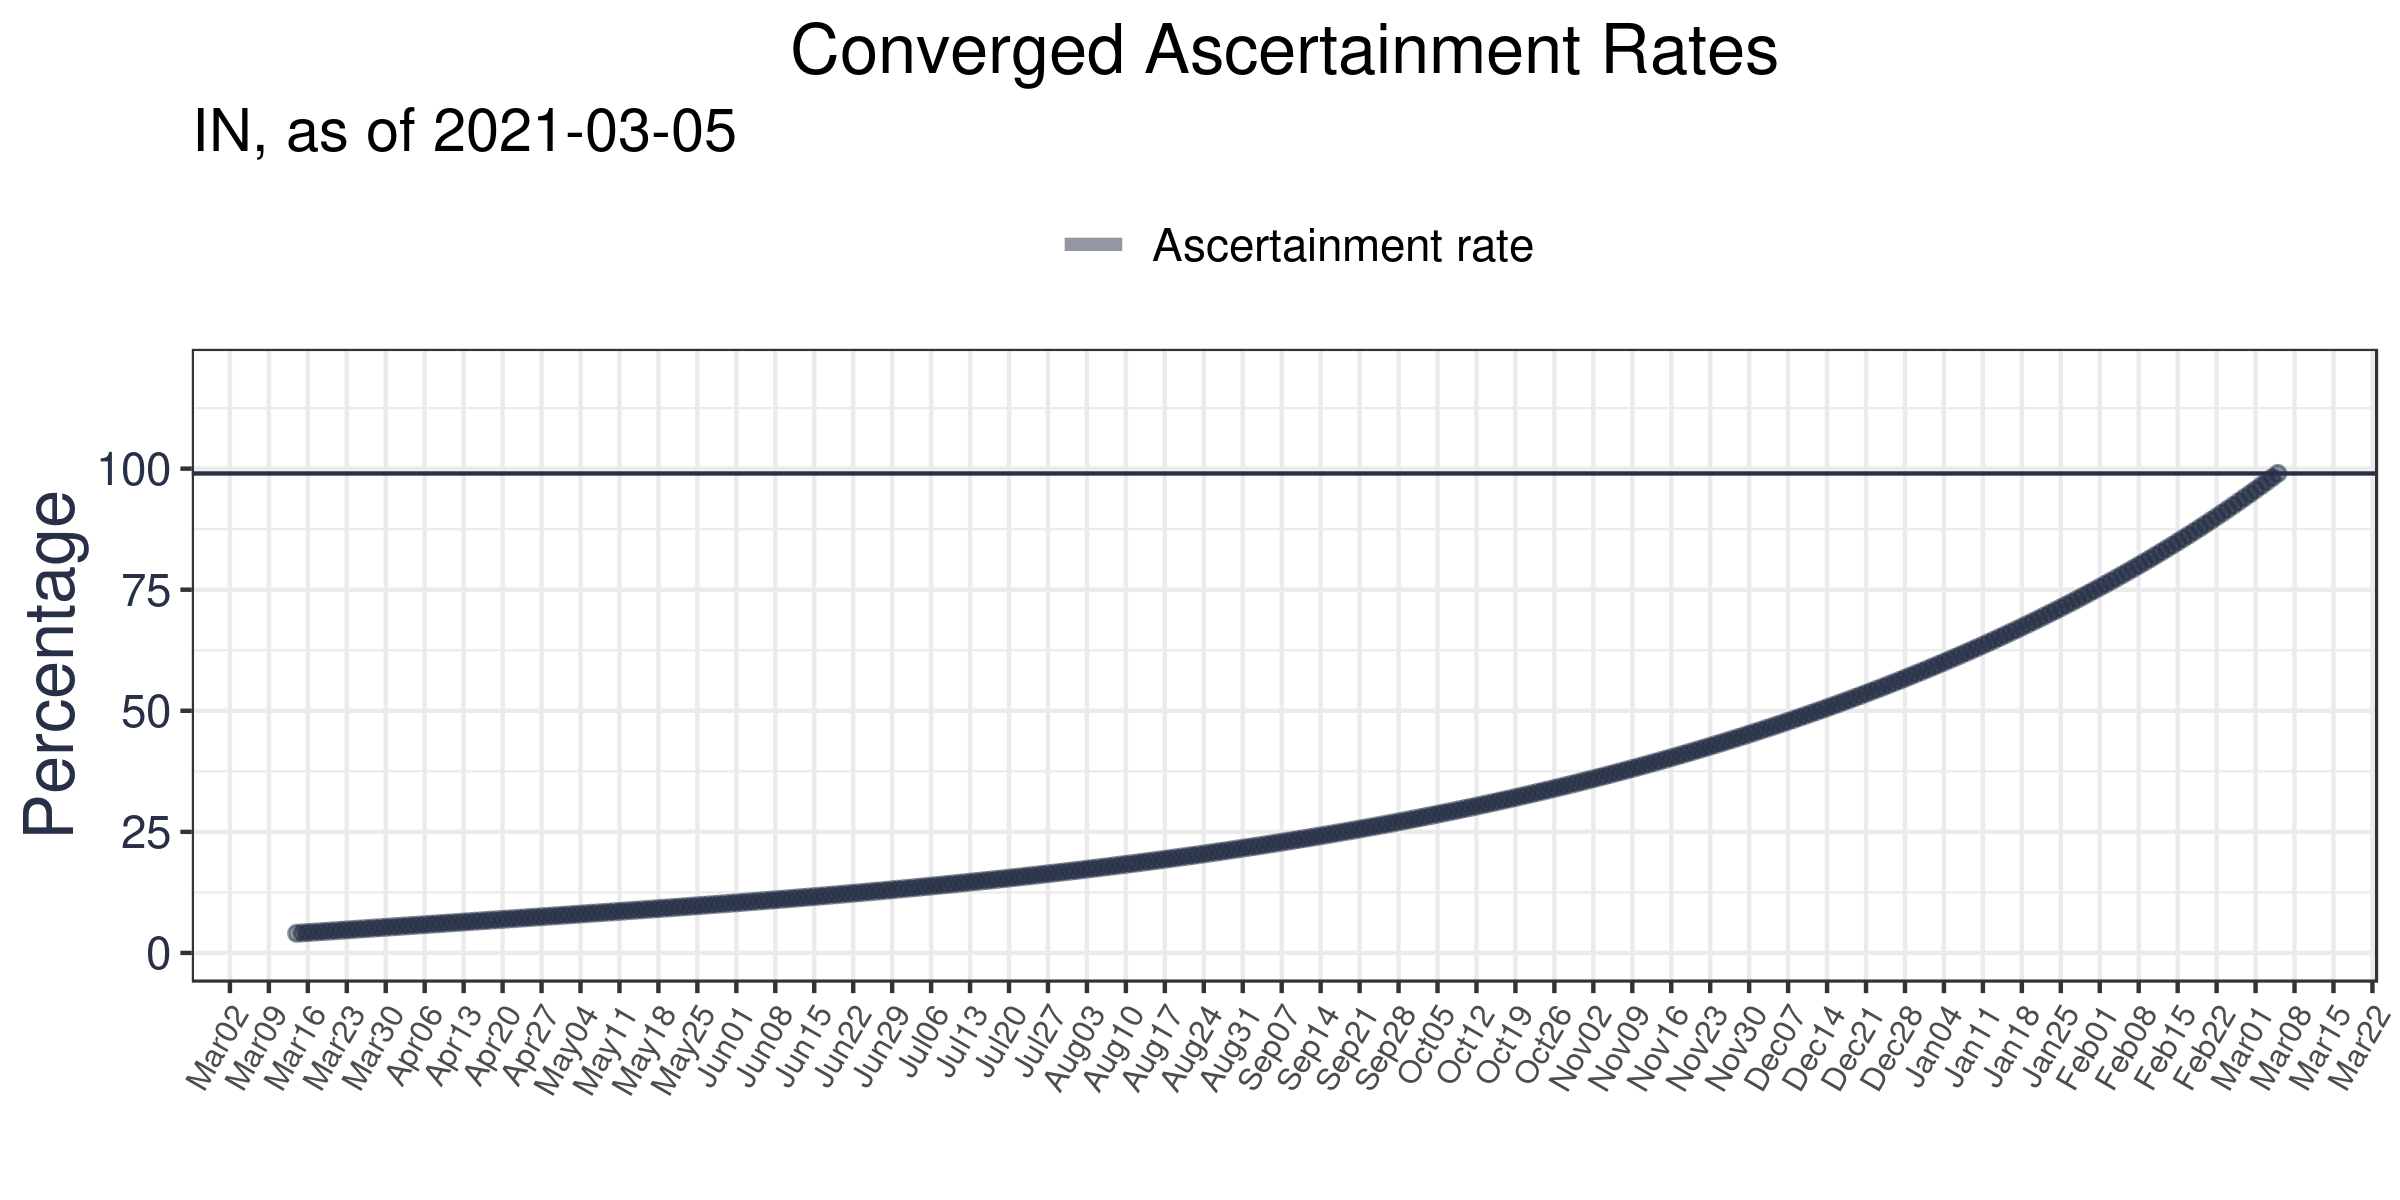 Converged Ascertainment Rates
IN, as of 2021-03-05
Ascertainment rate
Percentage
100
75
50
25
0
Mar02
Mar09
Mar16
Mar23
Mar30
Apr06
Apr13
Apr20
Apr27
May04
May11
May18
May25
Jun01
Jun08
Jun15
Jun22
Jun29
Jul06
Jul13
Jul20
Jul27
Aug03
Aug10
Aug17
Aug24
Aug31
Sep07
Sep14
Sep21
Sep28
Oct05
Oct12
Oct19
Oct26
Nov02
Nov09
Nov16
Nov23
Nov30
Dec07
Dec14
Dec21
Dec28
Jan04
Jan11
Jan18
Jan25
Feb01
Feb08
Feb15
Feb22
Mar01
Mar08
Mar15
Mar22